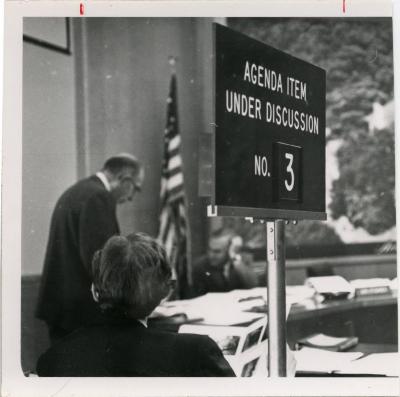 AGENDA ITEM
UNDER DISCUSSION
NO. 3